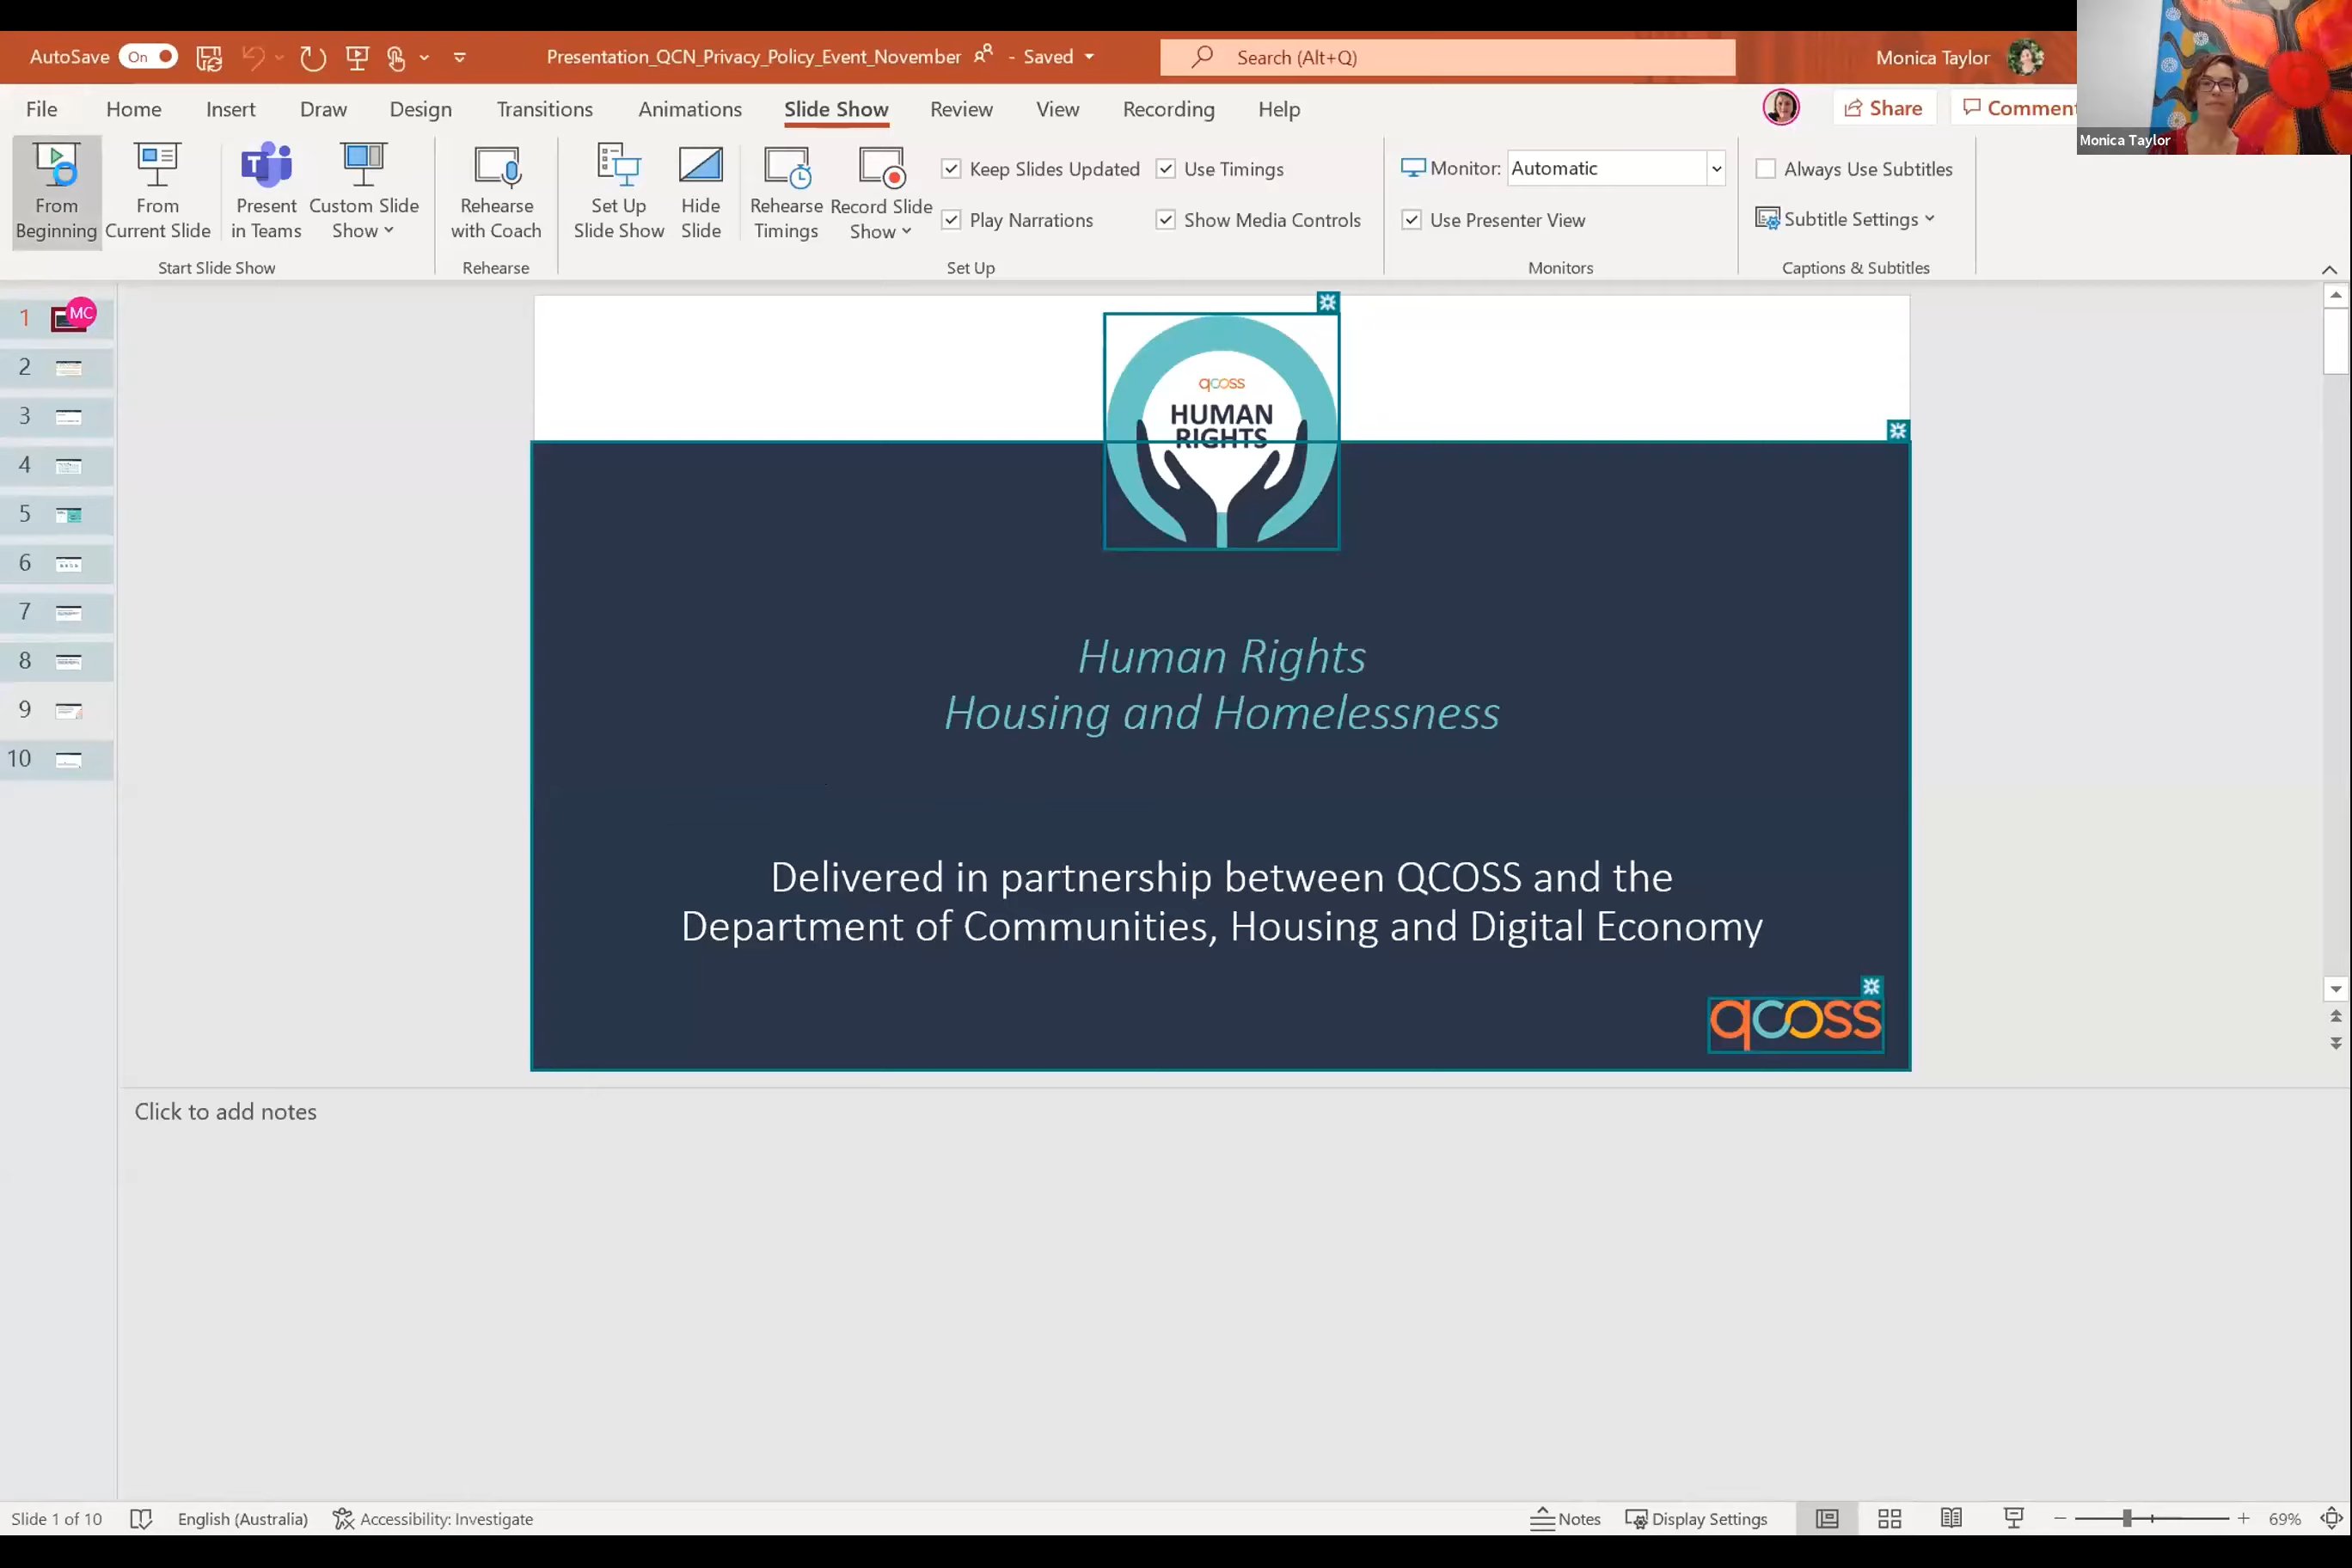 AutoSave On Presentation_QCN_Privacy_Policy_Event_November - Saved Search (Alt+Q) Monica Taylor
File Home Insert Draw Design Transitions Animations Slide Show Review View Recording Help Share Comment
Monica Taylor
From Beginning
From Current Slide
Present in Teams
Custom Slide Show
Rehearse with Coach
Set Up Slide Show
Hide Slide
Rehearse Timings
Record Slide Show
Keep Slides Updated
Play Narrations
Use Timings
Show Media Controls
Monitor: Automatic
Use Presenter View
Always Use Subtitles
Subtitle Settings
Start Slide Show Rehearse Set Up Monitors Captions & Subtitles
1 MC
2
3
4
5
6
7
8
9
10
qcoss
HUMAN
RIGHTS
Human Rights
Housing and Homelessness
Delivered in partnership between QCOSS and the
Department of Communities, Housing and Digital Economy
qcoss
Click to add notes
Slide 1 of 10 English (Australia) Accessibility: Investigate Notes Display Settings 69%